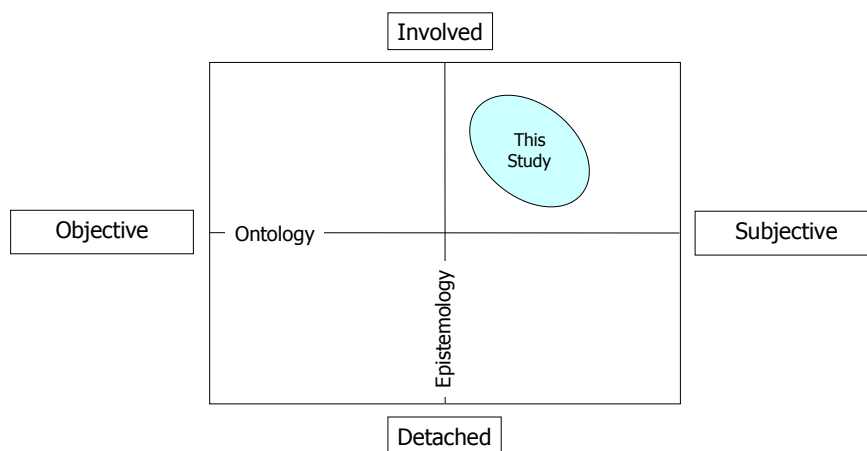 Involved
This
Study
Objective
Ontology
Subjective
Epistemology
Detached